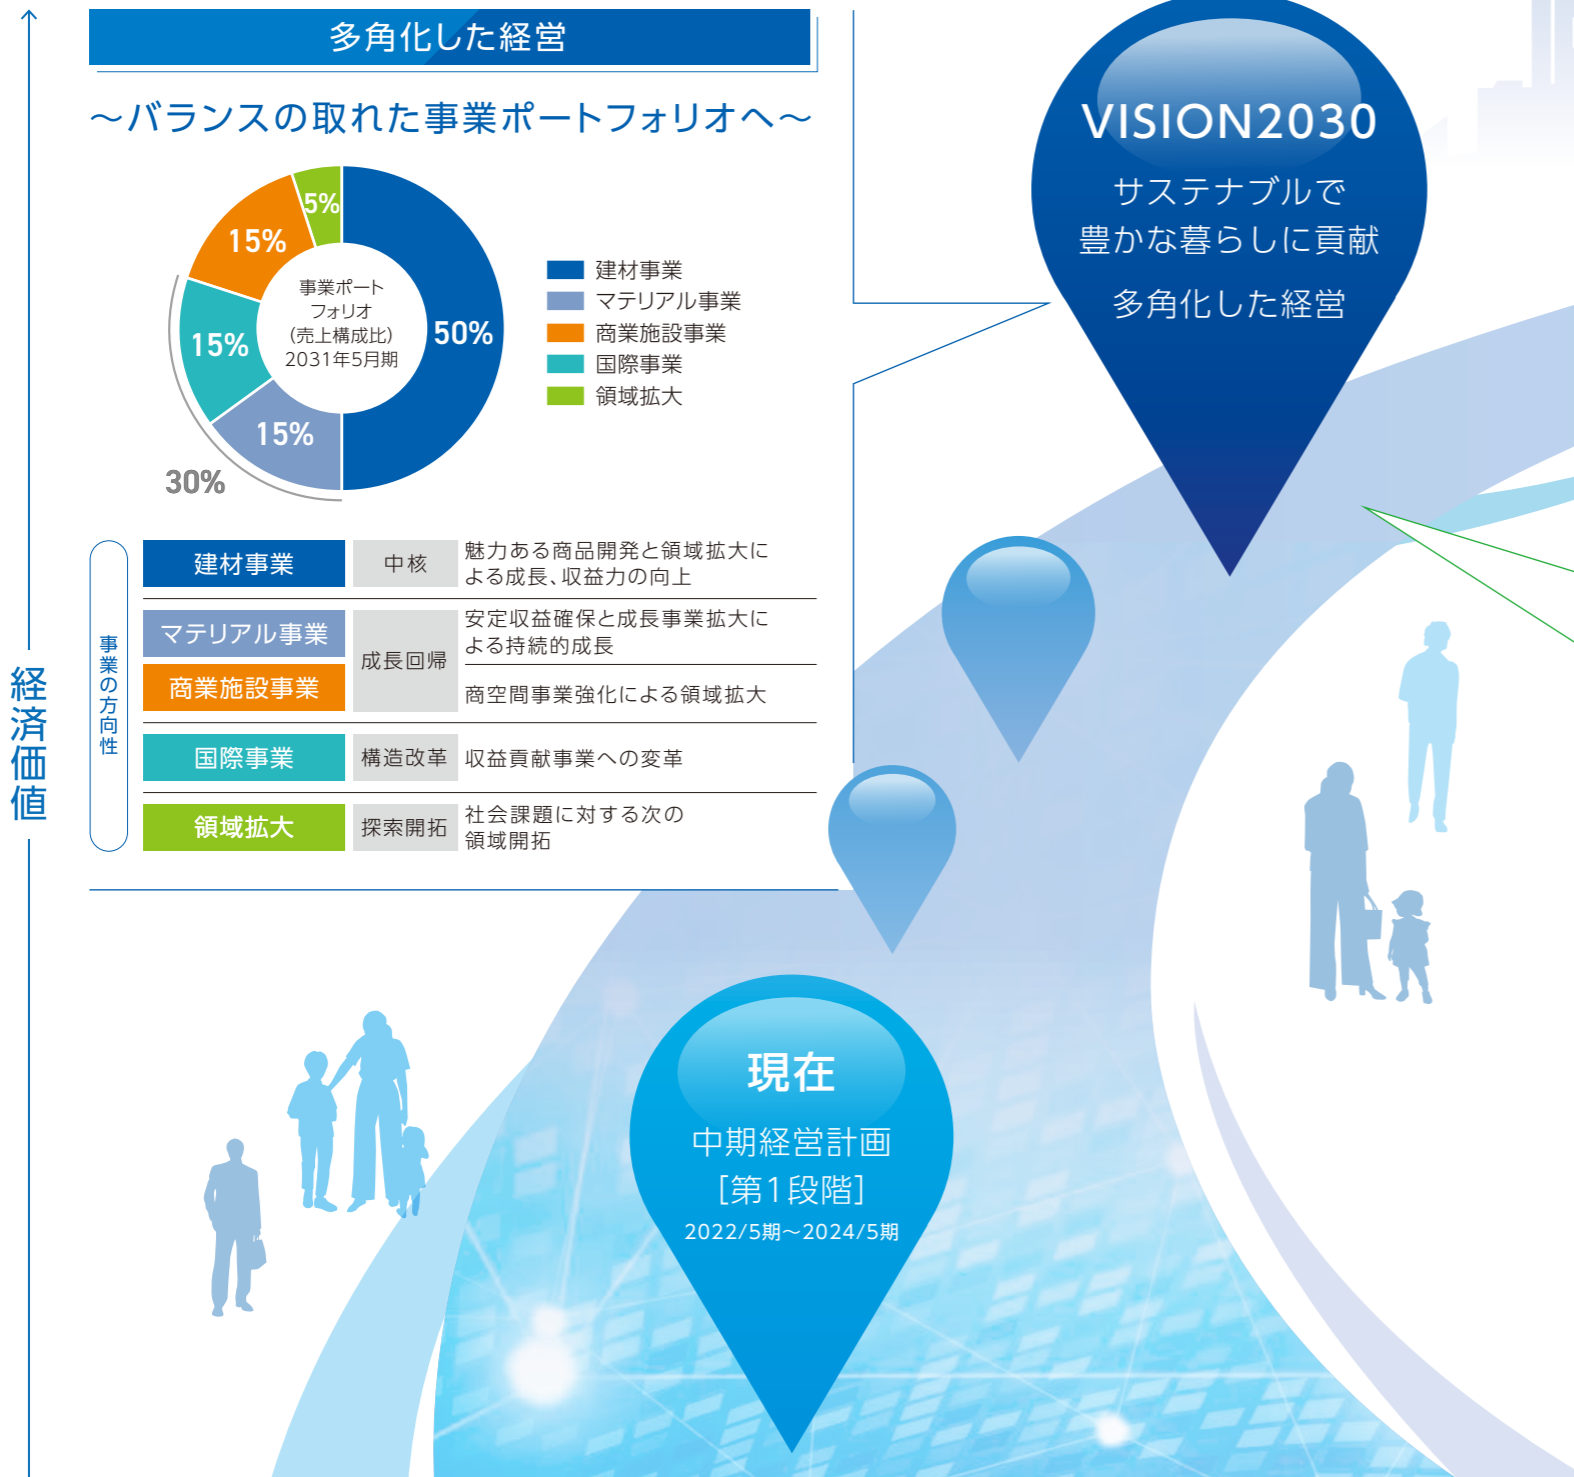 多角化した経営
～バランスの取れた事業ポートフォリオへ～
5%
15%
15%
15%
50%
30%
事業ポート
フォリオ
(売上構成比)
2031年5月期
建材事業
マテリアル事業
商業施設事業
国際事業
領域拡大
事業の方向性
建材事業
中核
魅力ある商品開発と領域拡大に
よる成長、収益力の向上
マテリアル事業
成長回帰
安定収益確保と成長事業拡大に
よる持続的成長
商業施設事業
商空間事業強化による領域拡大
国際事業
構造改革
収益貢献事業への変革
領域拡大
探索開拓
社会課題に対する次の
領域開拓
経済価値
VISION2030
サステナブルで
豊かな暮らしに貢献
多角化した経営
現在
中期経営計画
［第1段階］
2022/5期～2024/5期